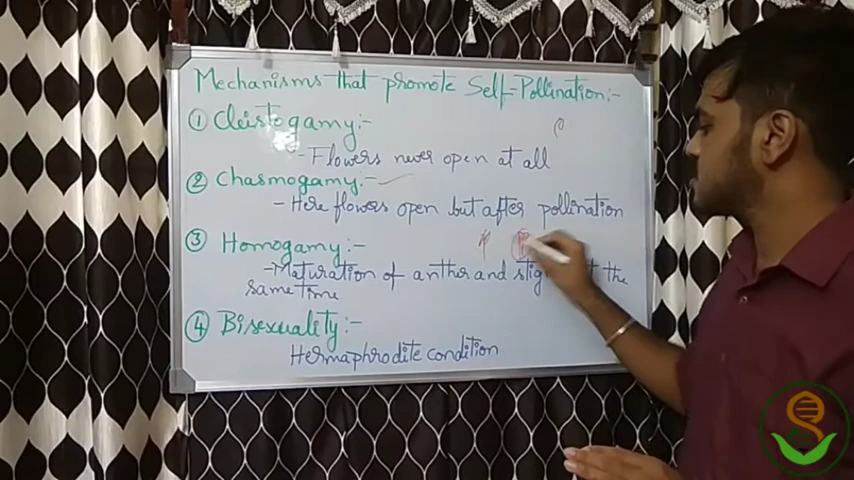 Mechanisms that promote Self-Pollination:-
① Cleistogamy:-
- Flowers never open at all
② Chasmogamy:-
- Here flowers open but after pollination
③ Homogamy:-
- Maturation of anther and at the
same time
④ Bisexuality:-
Hermaphrodite condition